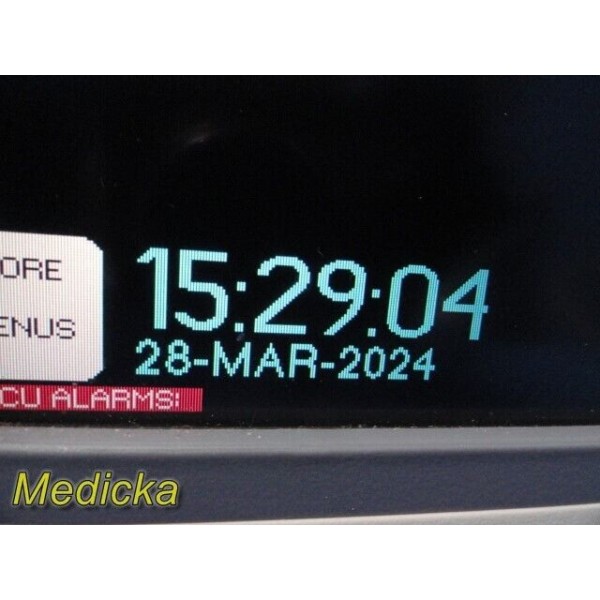 ORE
ENUS
15:29:04
28-MAR-2024
CU ALARMS:
Medicka